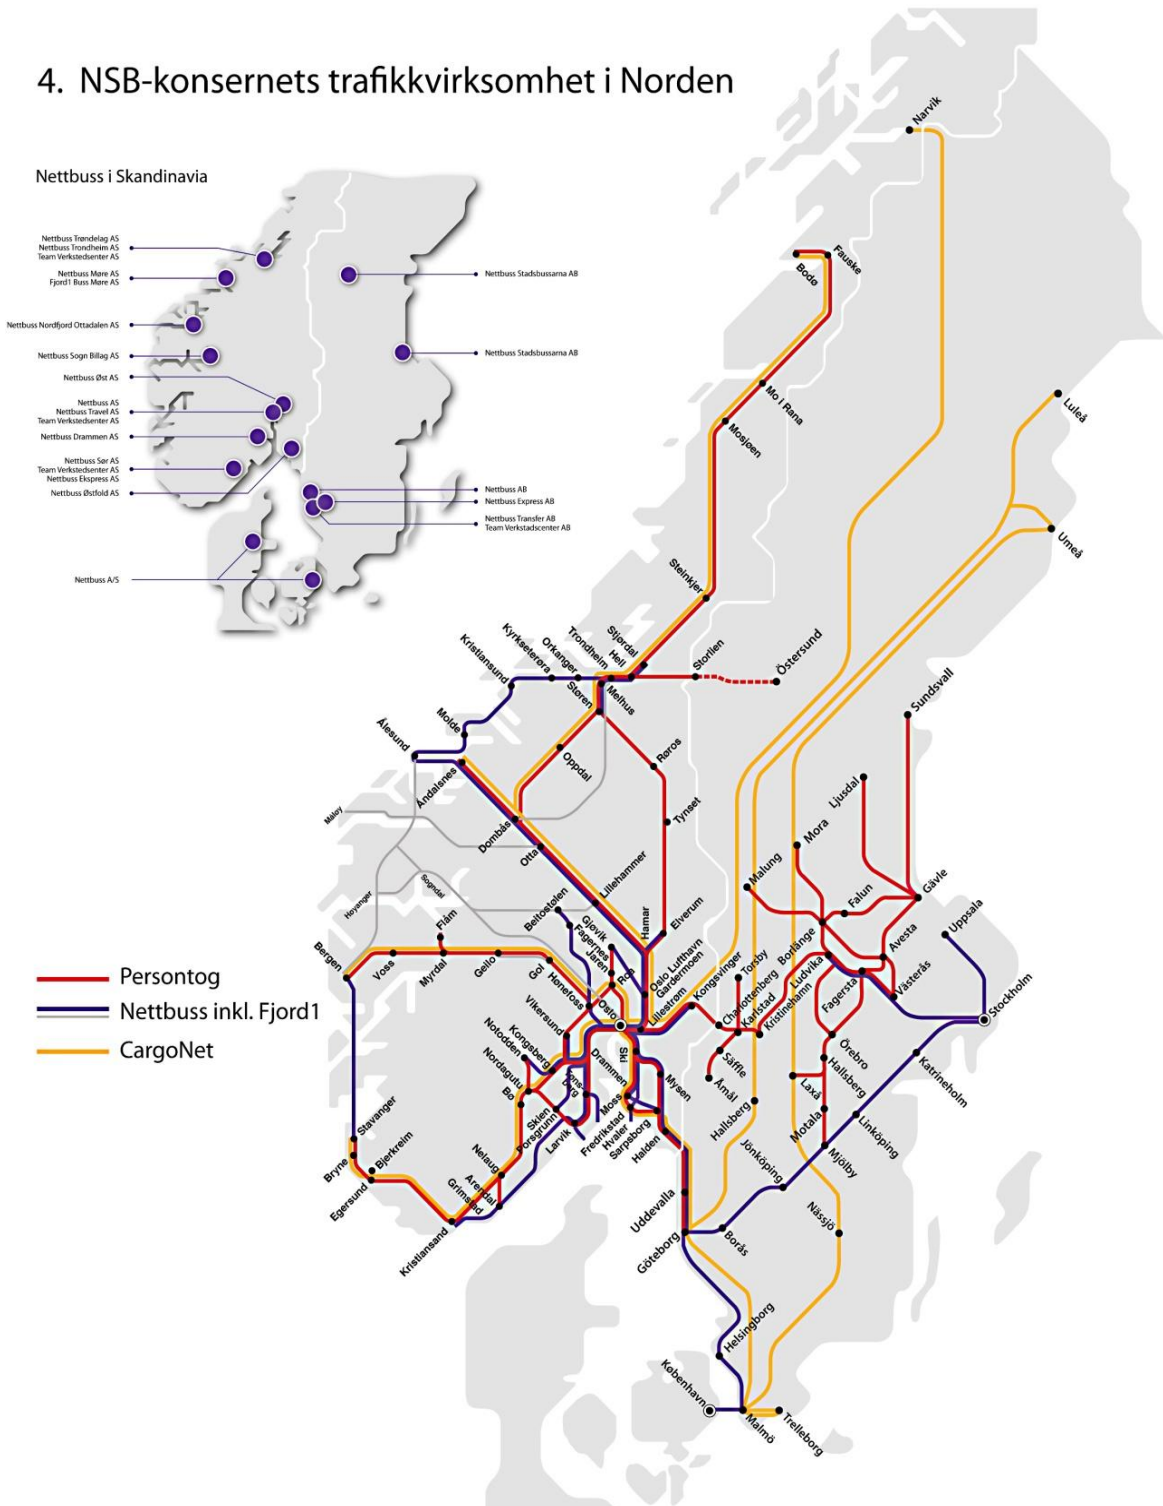 4. NSB-konsernets trafikkvirksomhet i Norden
Nettbuss i Skandinavia
Nettbuss Trøndelag AS
Nettbuss Trondheim AS
Team Verkstedsenter AS
Nettbuss Møre AS
Fjord1 Buss Møre AS
Nettbuss Nordfjord Ottadalen AS
Nettbuss Sogn Billag AS
Nettbuss Øst AS
Nettbuss AS
Nettbuss Travel AS
Team Verkstedsenter AS
Nettbuss Drammen AS
Nettbuss Sør AS
Team Verkstedsenter AS
Nettbuss Ekspress AS
Nettbuss Østfold AS
Nettbuss A/S
Nettbuss Stadsbussarna AB
Nettbuss Stadsbussarna AB
Nettbuss AB
Nettbuss Express AB
Nettbuss Transfer AB
Team Verkstadscenter AB
Narvik
Fauske
Bodø
Mo I Rana
Mosjøen
Luleå
Umeå
Steinkjer
Stjørdal
Hell
Trondheim
Orkanger
Kyrkseterøra
Kristiansund
Storlien
Östersund
Melhus
Støren
Molde
Ålesund
Åndalsnes
Oppdal
Røros
Tynset
Sundsvall
Ljusdal
Mora
Måløy
Dombås
Otta
Lillehammer
Malung
Falun
Gävle
Uppsala
Høyanger
Sogndal
Flåm
Beitostølen
Fagernes
Gjøvik
Jaren
Roa
Hamar
Elverum
Oslo Lufthavn
Gardermoen
Bergen
Voss
Myrdal
Geilo
Gol
Hønefoss
Oslo
Lillestrøm
Kongsvinger
Torsby
Charlottenberg
Karlstad
Kristinehamn
Borlänge
Ludvika
Avesta
Fagersta
Västerås
Stockholm
Persontog
Nettbuss inkl. Fjord1
CargoNet
Vikersund
Kongsberg
Notodden
Nordagutu
Bø
Drammen
Ski
Tøns-
berg
Mysen
Säffle
Åmål
Örebro
Hallsberg
Laxå
Motala
Katrineholm
Linköping
Mjölby
Hallsberg
Jönköping
Nässjö
Skien
Porsgrunn
Larvik
Moss
Fredrikstad
Hvaler
Sarpsborg
Halden
Stavanger
Bryne
Bjerkreim
Egersund
Nelaug
Arendal
Grimstad
Kristiansand
Uddevalla
Göteborg
Borås
Helsingborg
København
Malmö
Trelleborg